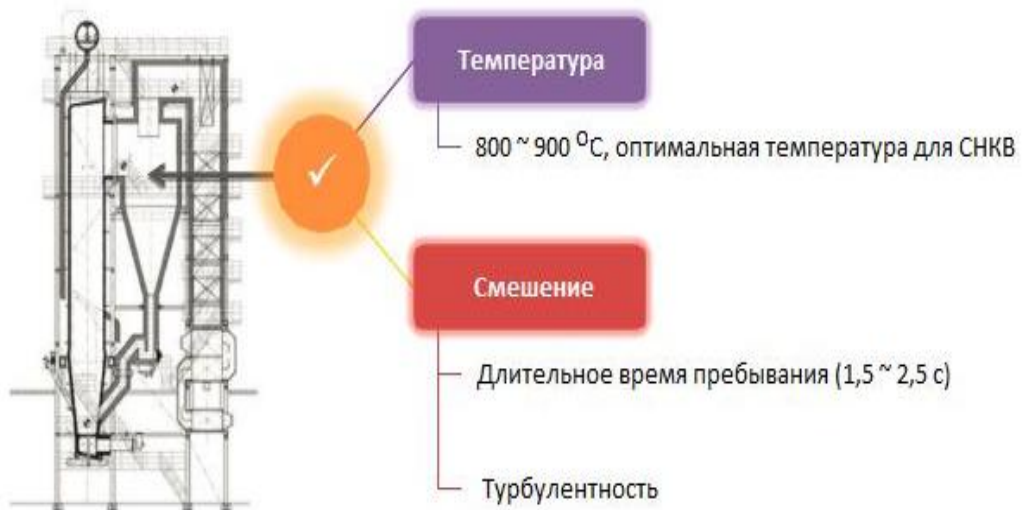 Температура
800 ~ 900 ⁰C, оптимальная температура для СНКВ
Смешение
Длительное время пребывания (1,5 ~ 2,5 с)
Турбулентность